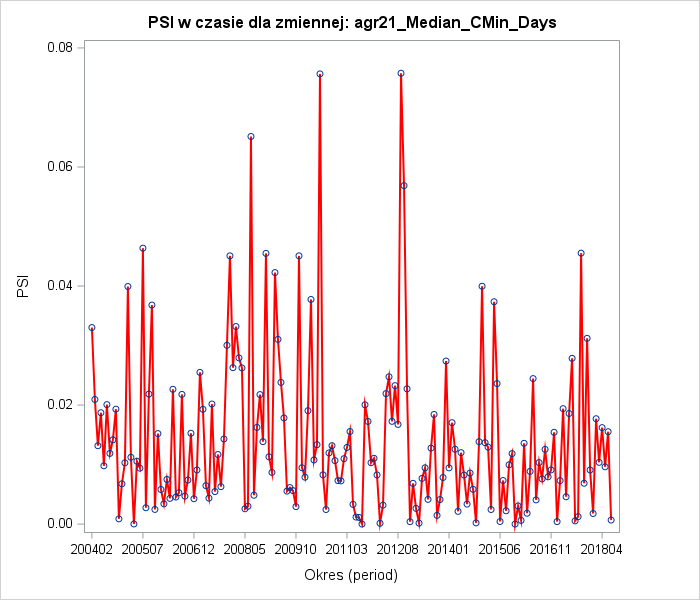 PSI w czasie dla zmiennej: agr21_Median_CMin_Days
0.08
0.06
PSI
0.04
0.02
0.00
200402 200507 200612 200805 200910 201103 201208 201401 201506 201611 201804
Okres (period)